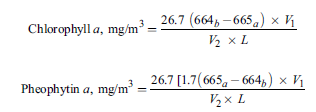 Chlorophyll a, mg/m³ = 26.7 (664b – 665a) × V1 / V2 × L
Pheophytin a, mg/m³ = 26.7 [1.7(665a – 664b) × V1 / V2 × L